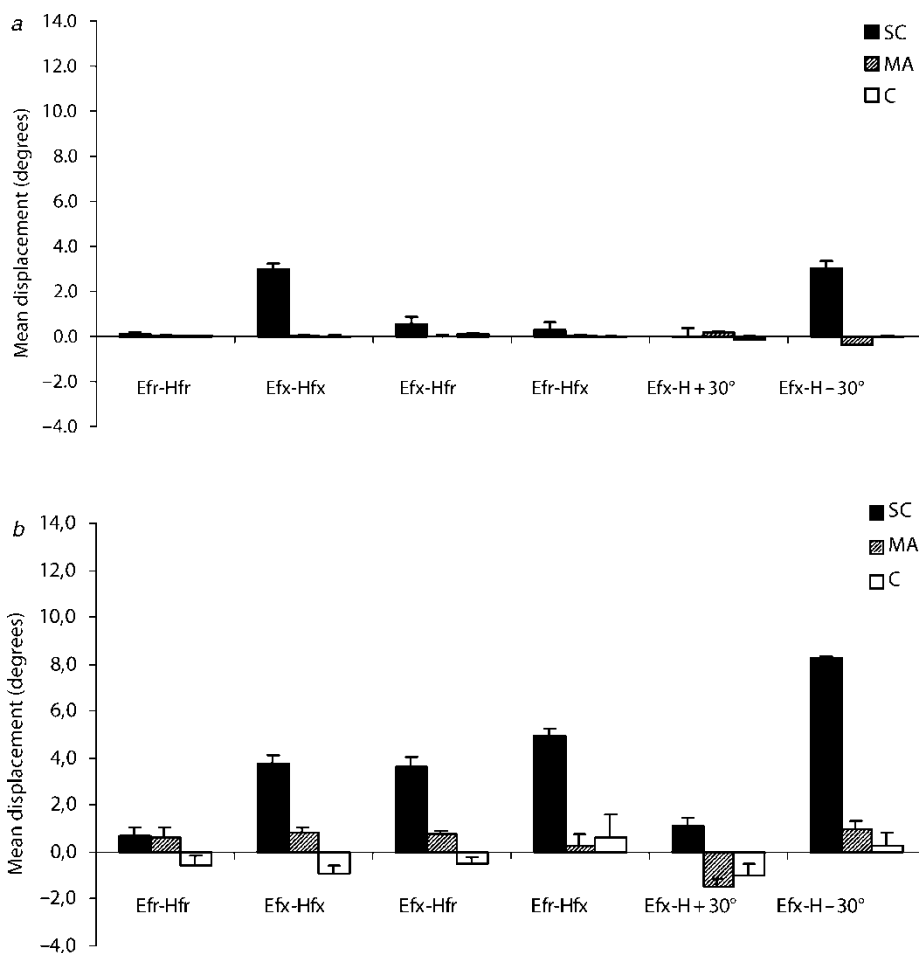 a
14.0
12.0
10.0
8.0
6.0
4.0
2.0
0.0
−2.0
−4.0
Mean displacement (degrees)
SC
MA
C
Efr-Hfr Efx-Hfx Efx-Hfr Efr-Hfx Efx-H + 30° Efx-H – 30°
b
14,0
12,0
10,0
8,0
6,0
4,0
2,0
0,0
−2,0
−4,0
Mean displacement (degrees)
SC
MA
C
Efr-Hfr Efx-Hfx Efx-Hfr Efr-Hfx Efx-H + 30° Efx-H – 30°